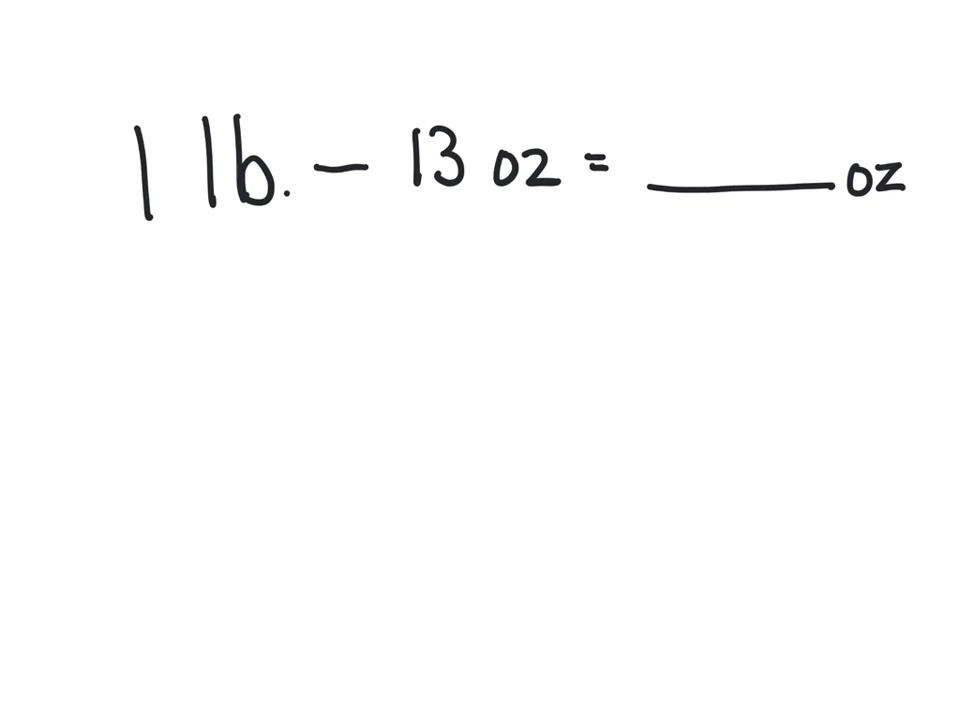 1 lb. – 13 oz = ______ oz